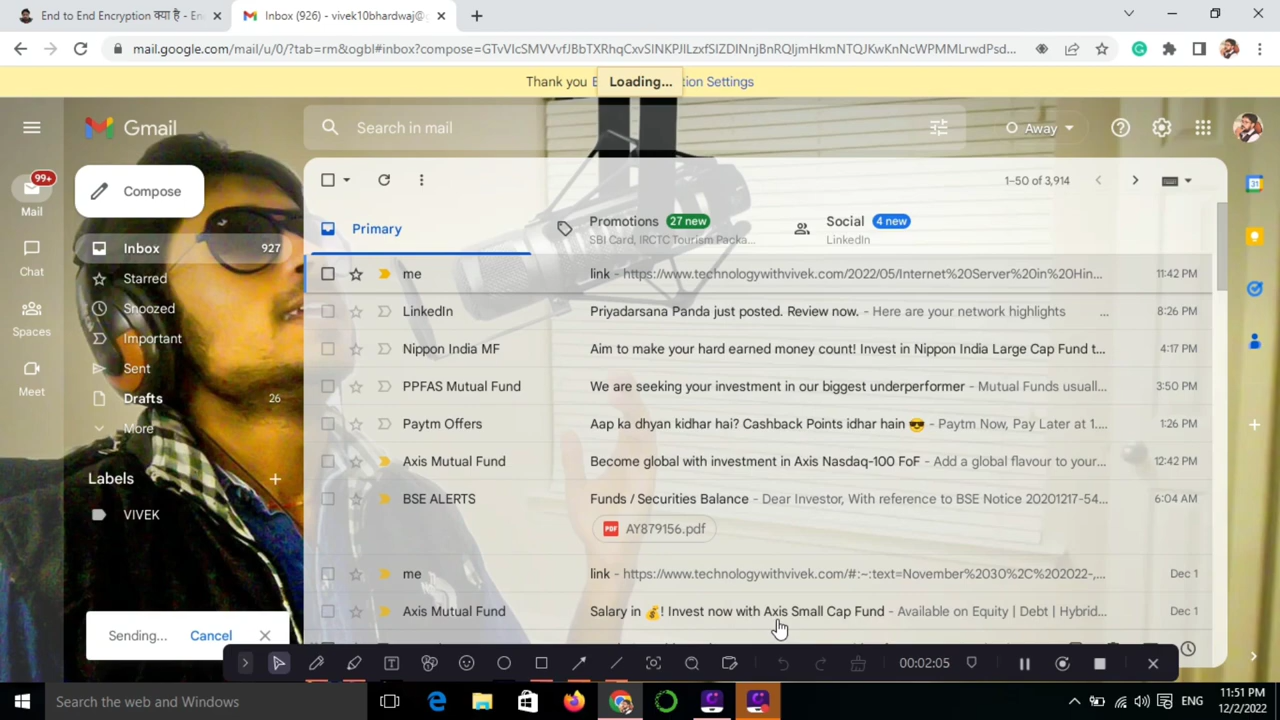 End to End Encryption क्या है - En
Inbox (926) - vivek10bhardwaj@g
mail.google.com/mail/u/0/?tab=rm&ogbl#inbox?compose=GTvVlcSMVVvfJBbTXRhqCxvSlNKPJlLzxfSlZDlNnjBnRQljmHkmNTQJKwKnNcWPMMLrwdPsd...
Thank you
Loading...
tion Settings
Gmail
Search in mail
Away
99+
Mail
Compose
1–50 of 3,914
Primary
Promotions 27 new
SBI Card, IRCTC Tourism Packa...
Social 4 new
LinkedIn
Chat
Spaces
Meet
Inbox 927
Starred
Snoozed
Important
Sent
Drafts 26
More
Labels
VIVEK
me link - https://www.technologywithvivek.com/2022/05/Internet%20Server%20in%20Hin... 11:42 PM
LinkedIn Priyadarsana Panda just posted. Review now. - Here are your network highlights ... 8:26 PM
Nippon India MF Aim to make your hard earned money count! Invest in Nippon India Large Cap Fund t... 4:17 PM
PPFAS Mutual Fund We are seeking your investment in our biggest underperformer - Mutual Funds usuall... 3:50 PM
Paytm Offers Aap ka dhyan kidhar hai? Cashback Points idhar hain 😎 - Paytm Now, Pay Later at 1.... 1:26 PM
Axis Mutual Fund Become global with investment in Axis Nasdaq-100 FoF - Add a global flavour to your... 12:42 PM
BSE ALERTS Funds / Securities Balance - Dear Investor, With reference to BSE Notice 20201217-54... 6:04 AM
PDF AY879156.pdf
me link - https://www.technologywithvivek.com/#:~:text=November%2030%2C%202022-,... Dec 1
Axis Mutual Fund Salary in 💰! Invest now with Axis Small Cap Fund - Available on Equity | Debt | Hybrid... Dec 1
Sending... Cancel
00:02:05
Search the web and Windows
ENG
11:51 PM
12/2/2022